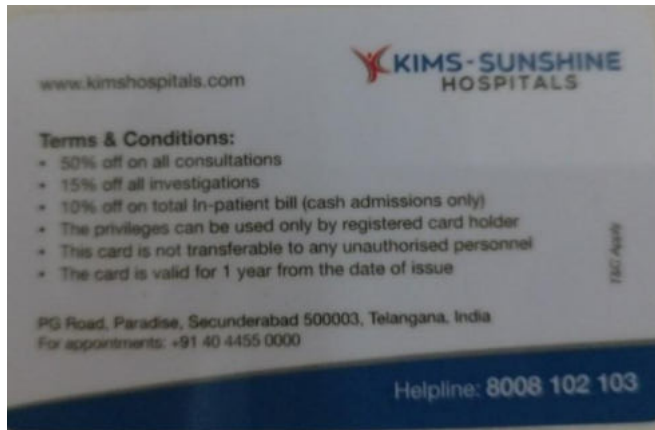 www.kimshospitals.com
KIMS-SUNSHINE
HOSPITALS
Terms & Conditions:
• 50% off on all consultations
• 15% off all investigations
• 10% off on total In-patient bill (cash admissions only)
• The privileges can be used only by registered card holder
• This card is not transferable to any unauthorised personnel
• The card is valid for 1 year from the date of issue
T&C Apply
PG Road, Paradise, Secunderabad 500003, Telangana, India
For appointments: +91 40 4455 0000
Helpline: 8008 102 103